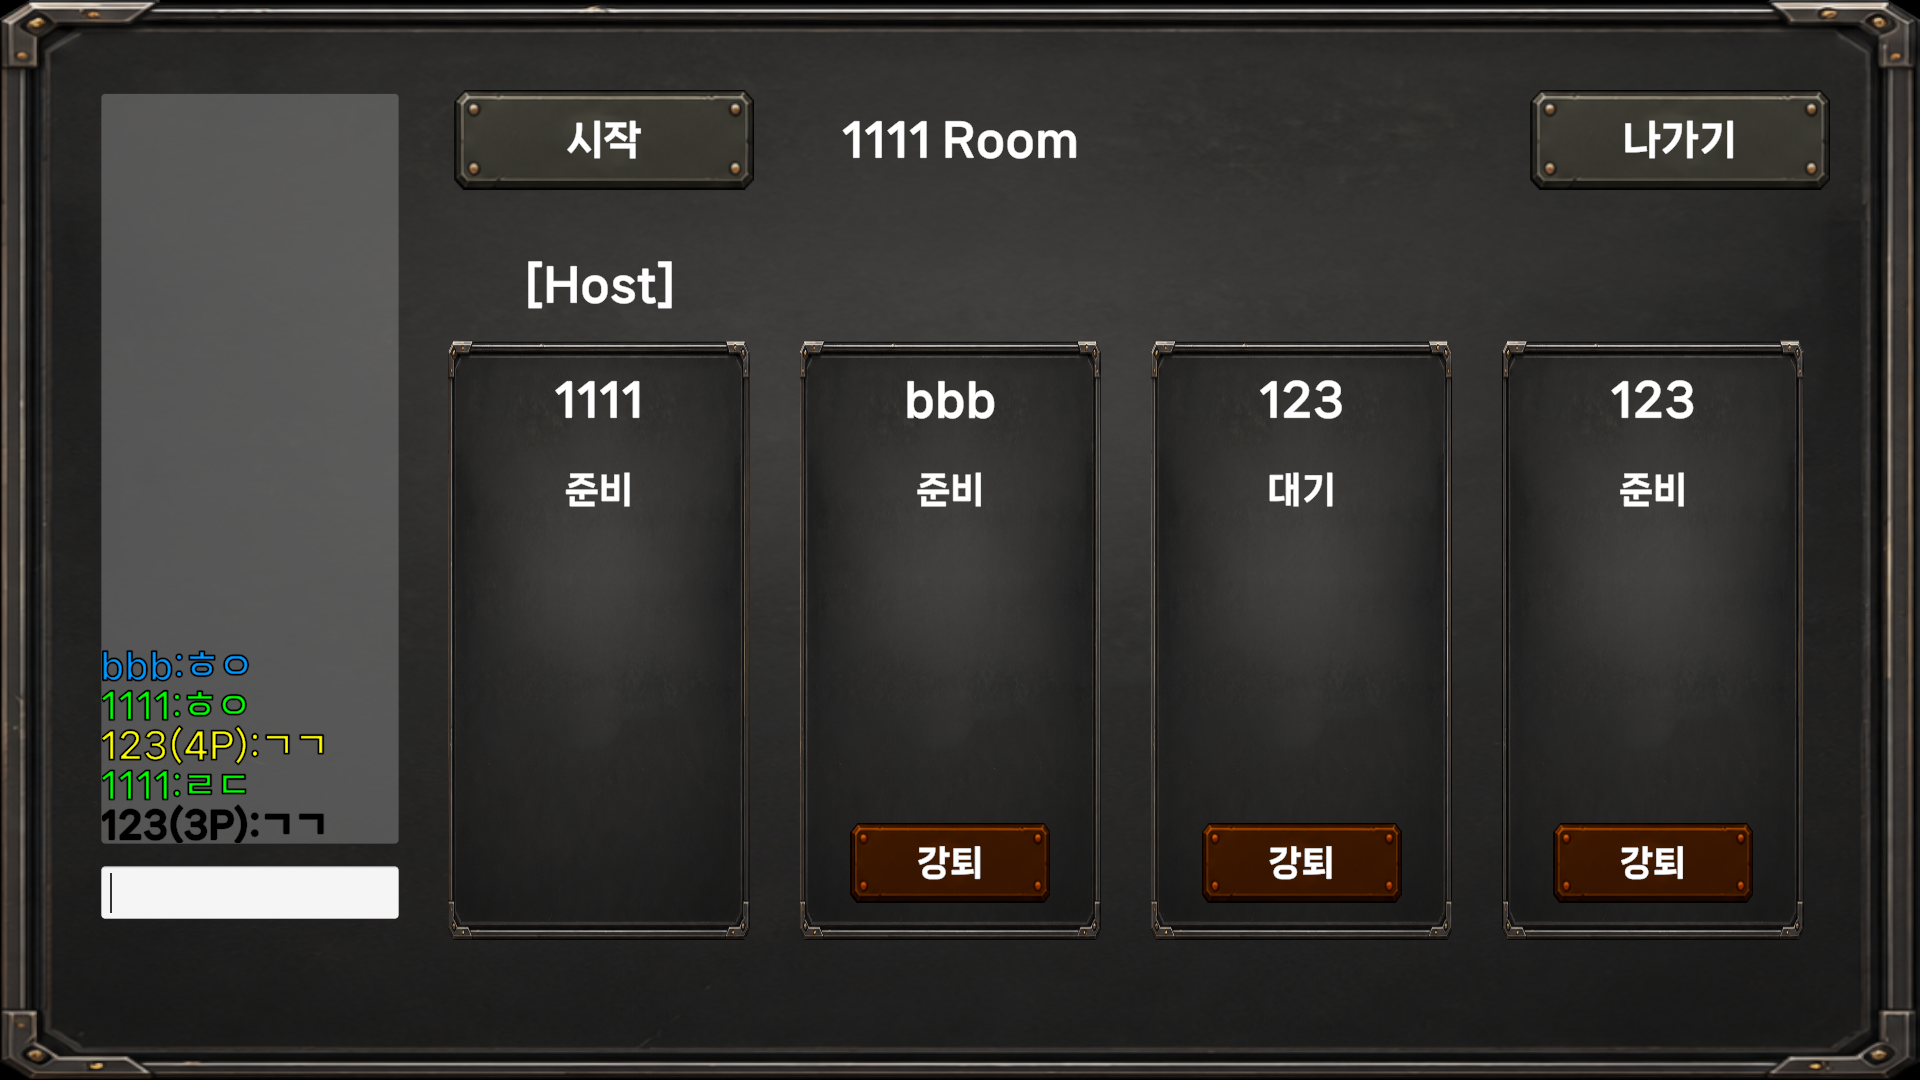 시작
1111 Room
나가기
[Host]
1111
준비
bbb
준비
강퇴
123
대기
강퇴
123
준비
강퇴
bbb:ㅎㅇ
1111:ㅎㅇ
123(4P):ㄱㄱ
1111:ㄹㄷ
123(3P):ㄱㄱ